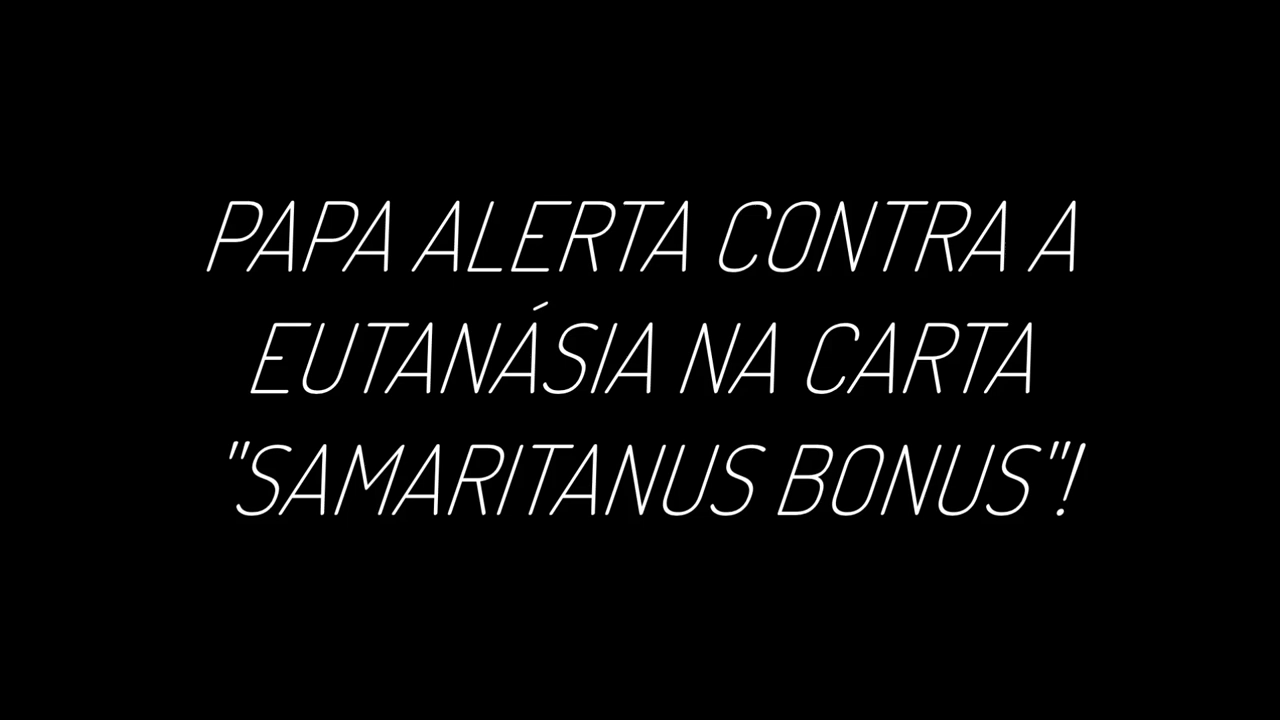 PAPA ALERTA CONTRA A
EUTANÁSIA NA CARTA
"SAMARITANUS BONUS"!